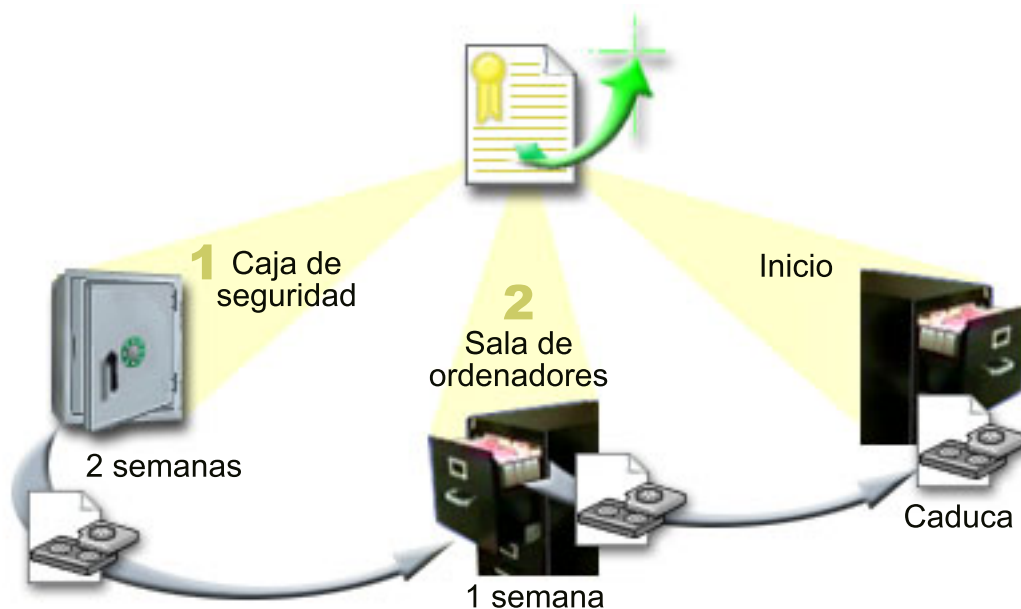 1 Caja de
seguridad
2 semanas
2
Sala de
ordenadores
1 semana
Inicio
Caduca